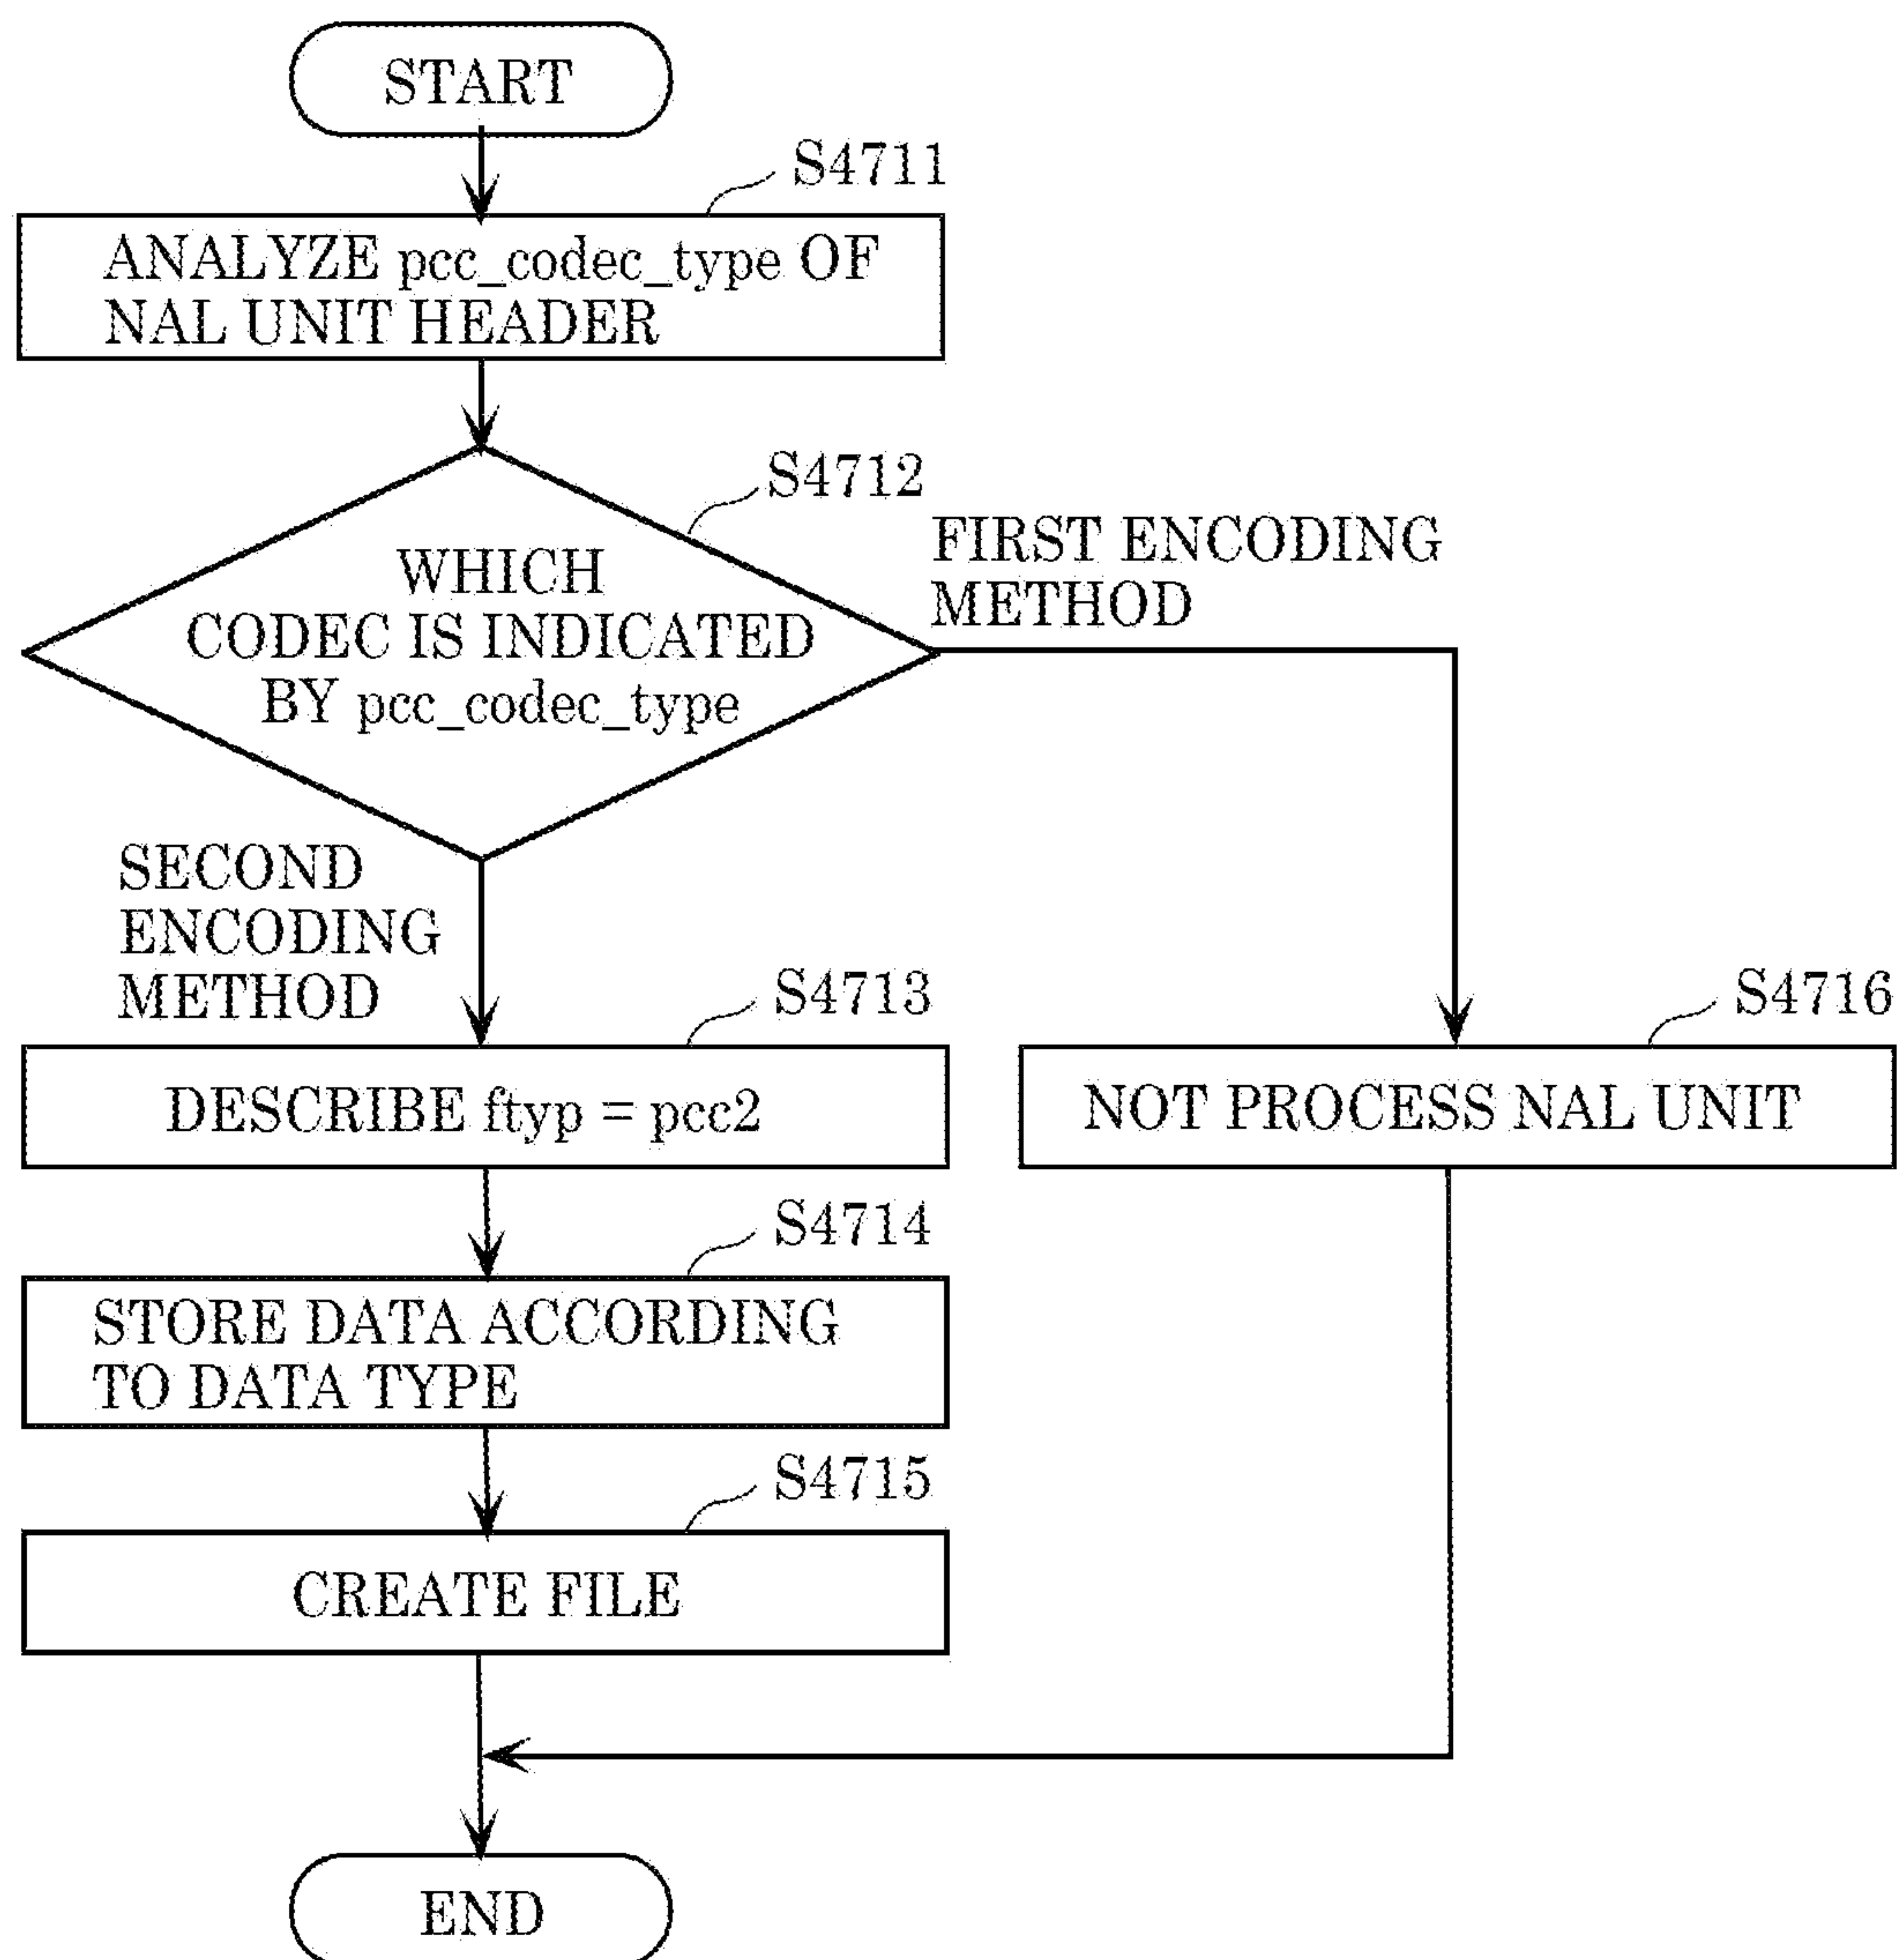 START
S4711
ANALYZE pcc_codec_type OF
NAL UNIT HEADER
S4712
WHICH
CODEC IS INDICATED
BY pcc_codec_type
FIRST ENCODING
METHOD
SECOND
ENCODING
METHOD
S4713
DESCRIBE ftyp = pcc2
S4716
NOT PROCESS NAL UNIT
S4714
STORE DATA ACCORDING
TO DATA TYPE
S4715
CREATE FILE
END